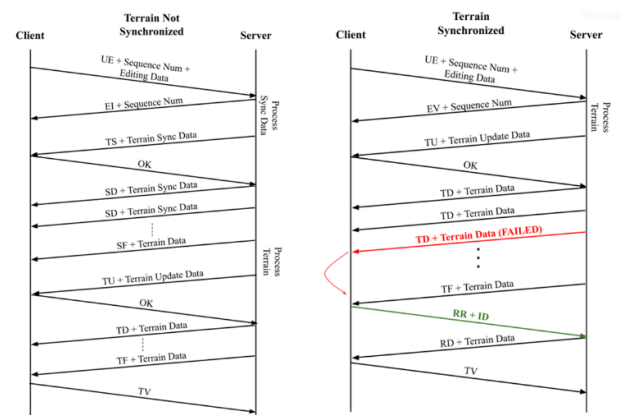 Terrain Not
Synchronized
Client
Server
UE + Sequence Num +
Editing Data
EI + Sequence Num
Process
Sync Data
TS + Terrain Sync Data
OK
SD + Terrain Sync Data
SD + Terrain Sync Data
SF + Terrain Data
Process
Terrain
TU + Terrain Update Data
OK
TD + Terrain Data
TF + Terrain Data
TV
Terrain
Synchronized
Client
Server
UE + Sequence Num +
Editing Data
EV + Sequence Num
Process
Terrain
TU + Terrain Update Data
OK
TD + Terrain Data
TD + Terrain Data
TD + Terrain Data (FAILED)
TF + Terrain Data
RR + ID
RD + Terrain Data
TV